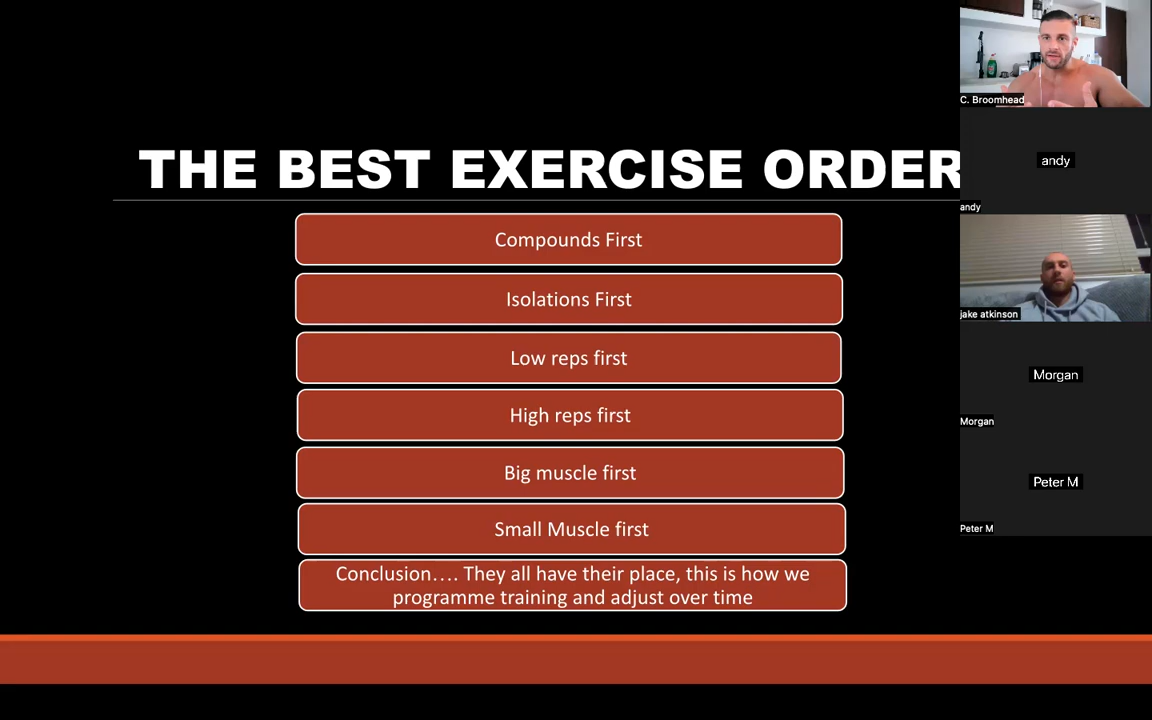 THE BEST EXERCISE ORDER
Compounds First
Isolations First
Low reps first
High reps first
Big muscle first
Small Muscle first
Conclusion…. They all have their place, this is how we
programme training and adjust over time
C. Broomhead
andy
andy
jake atkinson
Morgan
Morgan
Peter M
Peter M